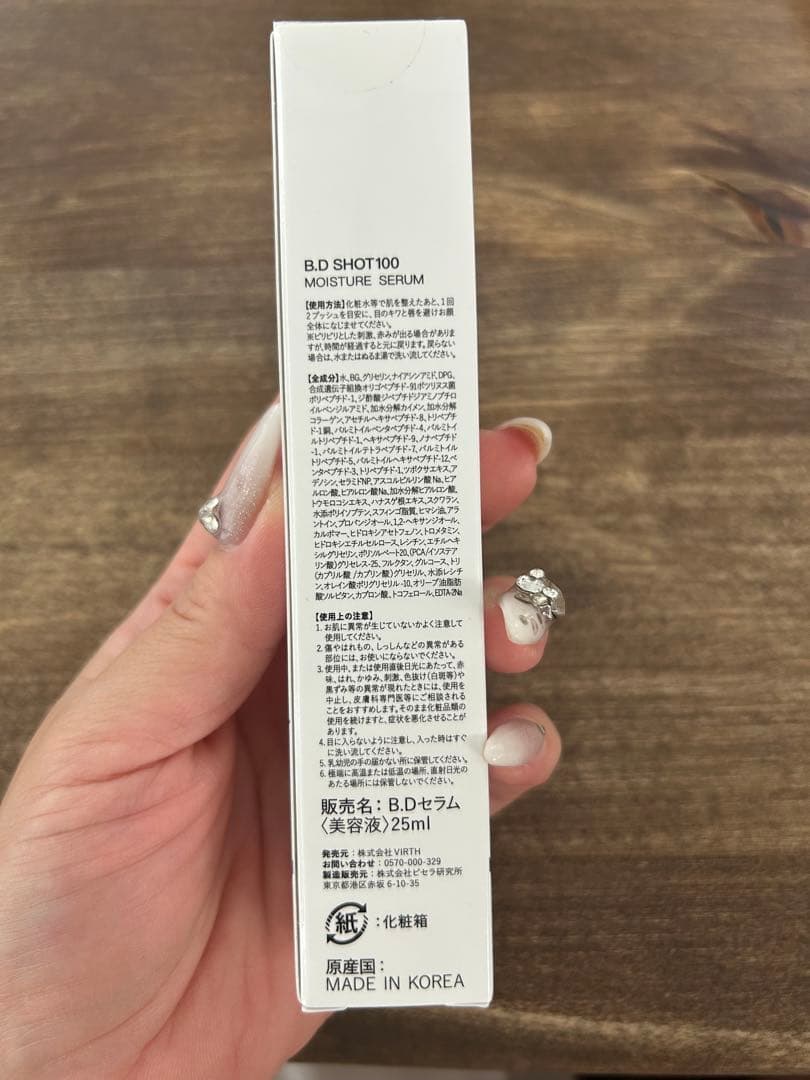 B.D SHOT100
MOISTURE SERUM
【使用方法】化粧水等で肌を整えたあと、1回
2プッシュを目安に、目のキワと唇を避けお顔
全体になじませてください。
※ピリピリとした刺激、赤みが出る場合がありま
すが、時間が経過すると元に戻ります。戻らない
場合は、水またはぬるま湯で洗い流してください。
【全成分】水、BG、グリセリン、ナイアシンアミド、DPG、
合成遺伝子組換オリゴペプチド-91ボツリヌス菌
ポリペプチド-1、ジ酢酸ジペプチドジアミノブチロ
イルベンジルアミド、加水分解カイメン、加水分解
コラーゲン、アセチルヘキサペプチド-8、トリペプチ
ド-1銅、パルミトイルペンタペプチド-4、パルミトイ
ルトリペプチド-1、ヘキサペプチド-9、ノナペプチド
-1、パルミトイルテトラペプチド-7、パルミトイル
トリペプチド-5、パルミトイルヘキサペプチド-12、ペ
ンタペプチド-3、トリペプチド-1、ツボクサエキス、ア
デノシン、セラミドNP、アスコルビルリン酸Na、ヒア
ルロン酸、ヒアルロン酸Na、加水分解ヒアルロン酸、
トウモロコシエキス、ハナスゲ根エキス、スクワラン、
水添ポリイソブテン、スフィンゴ脂質、ヒマシ油、アラ
ントイン、プロパンジオール、1,2-ヘキサンジオール、
カルボマー、ヒドロキシアセトフェノン、トロメタミン、
ヒドロキシエチルセルロース、レシチン、エチルヘキ
シルグリセリン、ポリソルベート20、(PCA/イソステア
リン酸)グリセレス-25、フルクタン、グルコース、トリ
(カプリル酸/カプリン酸)グリセリル、水添レシチ
ン、オレイン酸ポリグリセリル-10、オリーブ油脂肪
酸ソルビタン、カプロン酸、トコフェロール、EDTA-2Na
【使用上の注意】
1. お肌に異常が生じていないかよく注意して
使用してください。
2. 傷やはれもの、しっしんなどの異常がある
部位には、お使いにならないでください。
3. 使用中、または使用直後日光にあたって、赤
味、はれ、かゆみ、刺激、色抜け(白斑等)や
黒ずみ等の異常が現れたときには、使用を
中止し、皮膚科専門医等にご相談される
ことをおすすめします。そのまま化粧品類の
使用を続けますと、症状を悪化させることが
あります。
4. 目に入らないように注意し、入った時はすぐ
に洗い流してください。
5. 乳幼児の手の届かない所に保管してください。
6. 極端に高温または低温の場所、直射日光の
あたる場所には保管しないでください。
販売名:B.Dセラム
〈美容液〉25ml
発売元:株式会社VIRTH
お問い合わせ:0570-000-329
製造販売元:株式会社ビセラ研究所
東京都港区赤坂 6-10-35
紙:化粧箱
原産国:
MADE IN KOREA